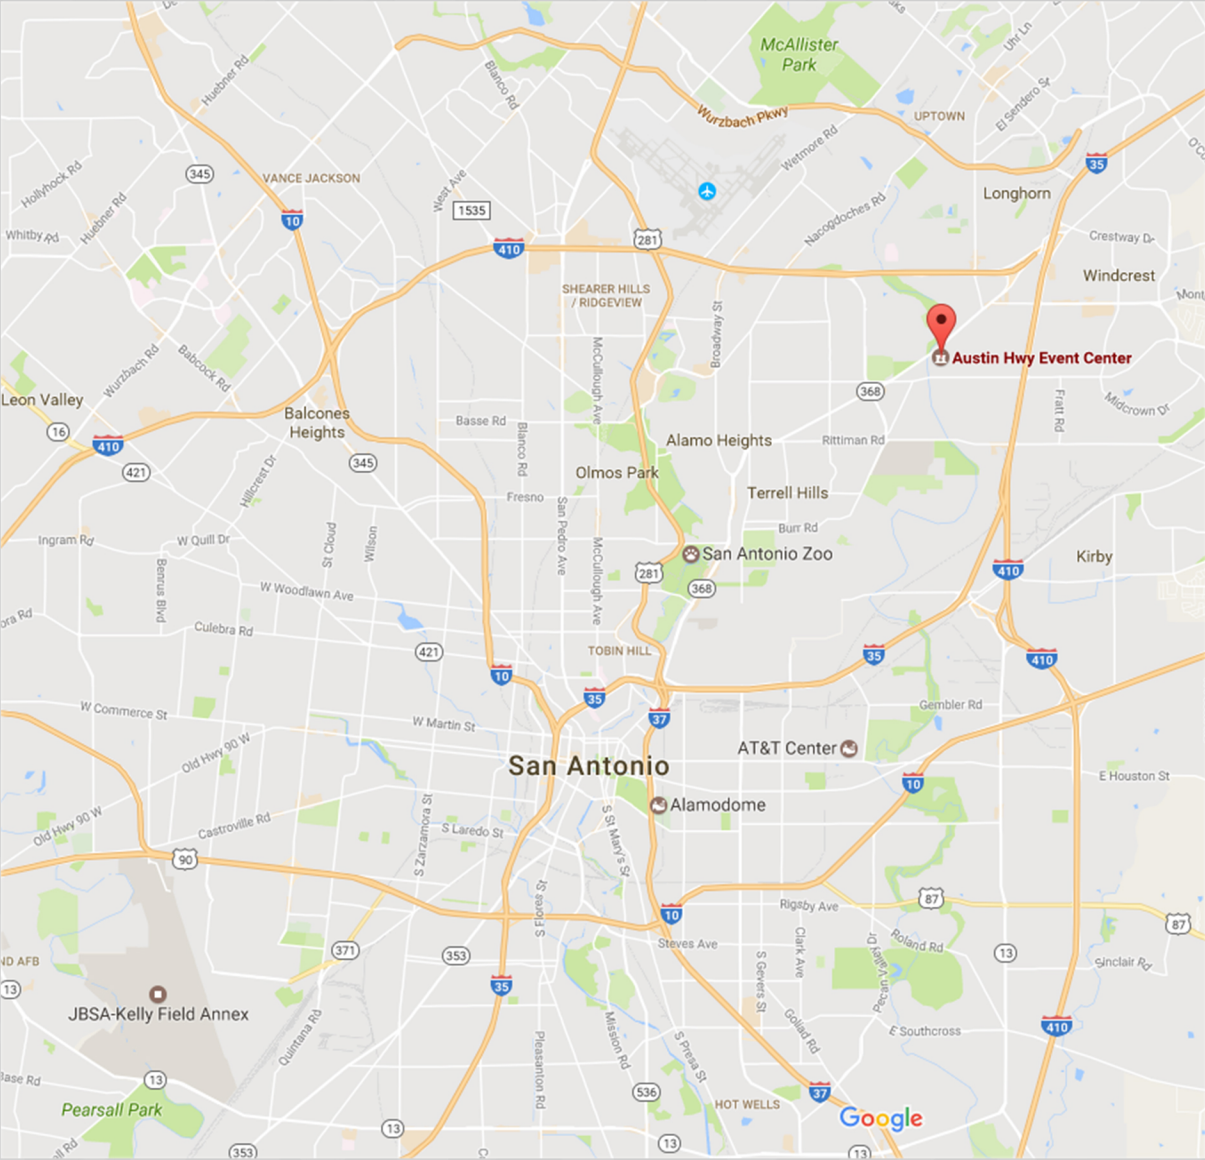 McAllister
Park
Uhr Ln
Huebner Rd
Blanco Rd
El Sendero St
Wurzbach Pkwy
UPTOWN
Wetmore Rd
35
345
VANCE JACKSON
Hollyhock Rd
West Ave
Longhorn
1535
Huebner Rd
10
Nacogdoches Rd
Whitby Rd
410
281
Crestway Dr
Windcrest
SHEARER HILLS
/ RIDGEVIEW
Broadway St
McCullough Ave
Austin Hwy Event Center
Wurzbach Rd
Babcock Rd
Leon Valley
368
Fratt Rd
Midcrown Dr
Balcones
Heights
16
410
Basse Rd
Blanco Rd
Alamo Heights
Rittiman Rd
421
345
Hillcrest Dr
Olmos Park
Terrell Hills
Fresno
San Pedro Ave
Burr Rd
Ingram Rd
W Quill Dr
St Cloud
Wilson
McCullough Ave
San Antonio Zoo
Kirby
281
410
Benrus Blvd
W Woodlawn Ave
368
Culebra Rd
421
TOBIN HILL
35
410
10
35
37
W Commerce St
W Martin St
Gembler Rd
Old Hwy 90 W
AT&T Center
San Antonio
10
E Houston St
Alamodome
Old Hwy 90 W
Castroville Rd
S Zarzamora St
S Laredo St
S St Mary's St
90
87
S Flores St
10
Rigsby Ave
87
371
353
Steves Ave
Clark Ave
Roland Rd
13
Pecan Valley Dr
Sinclair Rd
ND AFB
13
35
S Gevers St
JBSA-Kelly Field Annex
Goliad Rd
E Southcross
410
Quintana Rd
Mission Rd
S Presa St
Pleasanton Rd
13
536
37
Pearsall Park
HOT WELLS
Google
13
353
13
13